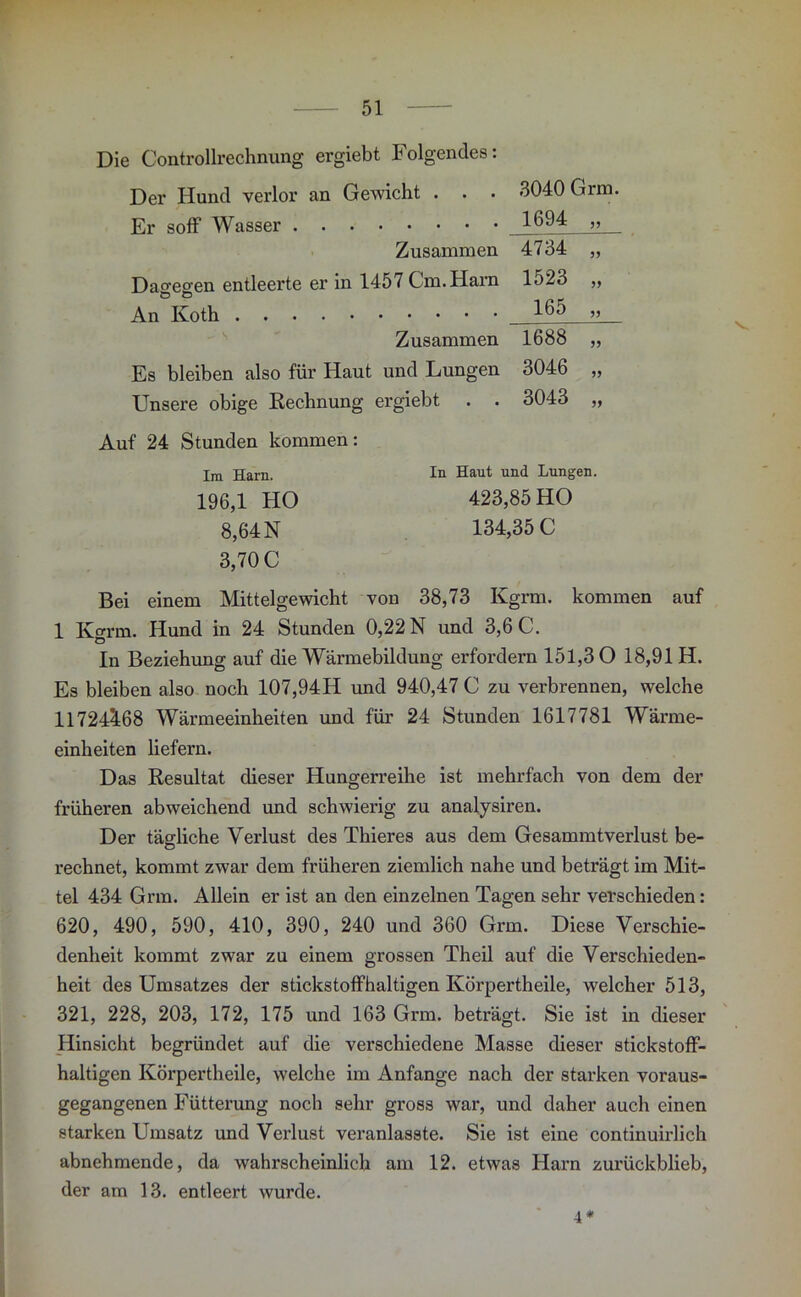 — 51 —
Die Controllrechnung ergiebt Folgendes:
Der Hund verlor an Gewicht . . . 3040 Grm.
Er soff Wasser . . . . . . . . 1694 „
Zusammen 4734 „
Dagegen entleerte er in 1457 Cm. Harn 1523 „
An Koth . . . . . . . . . . 165 „
Zusammen 1688 „
Es bleiben also für Haut und Lungen 3046 „
Unsere obige Rechnung ergiebt . . 3043 „
Auf 24 Stunden kommen:
Im Harn. In Haut und Lungen.
196,1 HO 423,85 HO
8,64 N 134,35 C
3,70 C
Bei einem Mittelgewicht von 38,73 Kgrm. kommen auf
1 Kgrm. Hund in 24 Stunden 0,22 N und 3,6 C.
In Beziehung auf die Wärmebildung erfordern 151,3 O 18,91 H.
Es bleiben also noch 107,94 H und 940,47 C zu verbrennen, welche
11724468 Wärmeeinheiten und für 24 Stunden 1617781 Wärme-
einheiten liefern.
Das Resultat dieser Hungerreihe ist mehrfach von dem der
früheren abweichend und schwierig zu analysiren.
Der tägliche Verlust des Thieres aus dem Gesammtverlust be-
rechnet, kommt zwar dem früheren ziemlich nahe und beträgt im Mit-
tel 434 Grm. Allein er ist an den einzelnen Tagen sehr verschieden:
620, 490, 590, 410, 390, 240 und 360 Grm. Diese Verschie-
denheit kommt zwar zu einem grossen Theil auf die Verschieden-
heit des Umsatzes der stickstoffhaltigen Körpertheile, welcher 513,
321, 228, 203, 172, 175 und 163 Grm. beträgt. Sie ist in dieser
Hinsicht begründet auf die verschiedene Masse dieser stickstoff-
haltigen Körpertheile, welche im Anfange nach der starken voraus-
gegangenen Fütterung noch sehr gross war, und daher auch einen
starken Umsatz und Verlust veranlasste. Sie ist eine continuirlich
abnehmende, da wahrscheinlich am 12. etwas Harn zurückblieb,
der am 13. entleert wurde.
4*